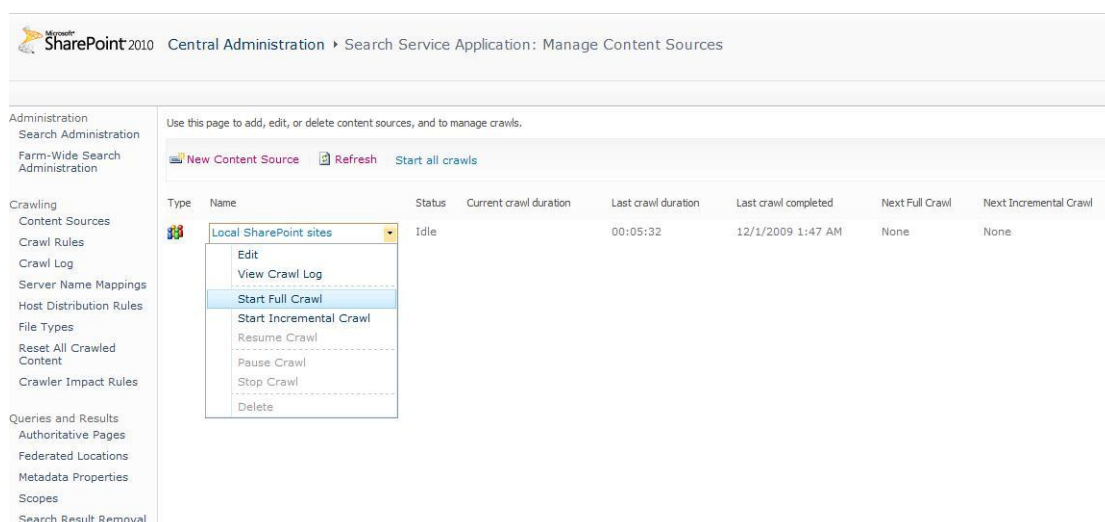 Microsoft
SharePoint 2010 Central Administration ▸ Search Service Application: Manage Content Sources
Administration
Search Administration
Farm-Wide Search
Administration
Crawling
Content Sources
Crawl Rules
Crawl Log
Server Name Mappings
Host Distribution Rules
File Types
Reset All Crawled
Content
Crawler Impact Rules
Queries and Results
Authoritative Pages
Federated Locations
Metadata Properties
Scopes
Search Result Removal
Use this page to add, edit, or delete content sources, and to manage crawls.
New Content Source Refresh Start all crawls
Type Name Status Current crawl duration Last crawl duration Last crawl completed Next Full Crawl Next Incremental Crawl
Local SharePoint sites Idle 00:05:32 12/1/2009 1:47 AM None None
Edit
View Crawl Log
Start Full Crawl
Start Incremental Crawl
Resume Crawl
Pause Crawl
Stop Crawl
Delete